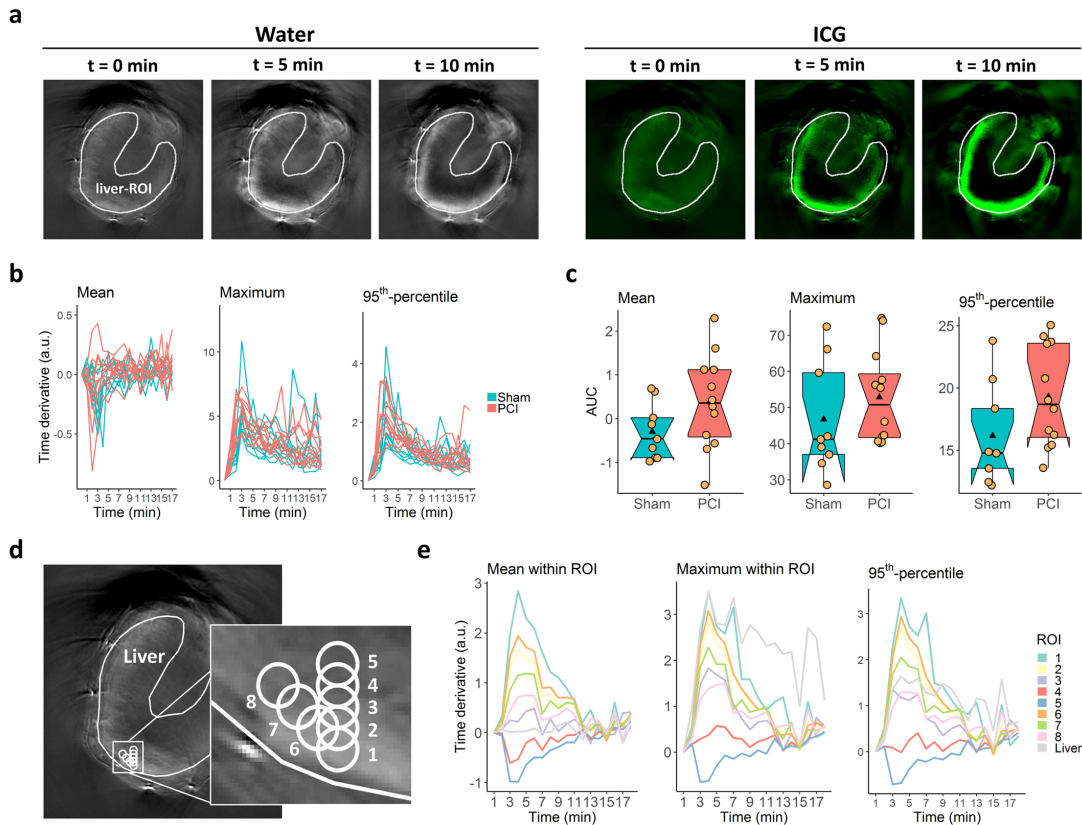 a
Water
ICG
t = 0 min
t = 5 min
t = 10 min
t = 0 min
t = 5 min
t = 10 min
liver-ROI
b
Mean
Maximum
95th-percentile
Time derivative (a.u.)
0.5
0.0
-0.5
10
5
0
4
2
0
1 3 5 7 9 11 13 15 17
1 3 5 7 9 11 13 15 17
1 3 5 7 9 11 13 15 17
Time (min)
Time (min)
Time (min)
Sham
PCI
c
Mean
Maximum
95th-percentile
AUC
2
1
0
-1
70
60
50
40
30
25
20
15
Sham PCI
Sham PCI
Sham PCI
d
Liver
5
4
3
2
1
8
7
6
e
Mean within ROI
Maximum within ROI
95th-percentile
Time derivative (a.u.)
3
2
1
0
-1
3
2
1
0
3
2
1
0
1 3 5 7 9 11 13 15 17
1 3 5 7 9 11 13 15 17
1 3 5 7 9 11 13 15 17
Time (min)
Time (min)
Time (min)
ROI
1
2
3
4
5
6
7
8
Liver